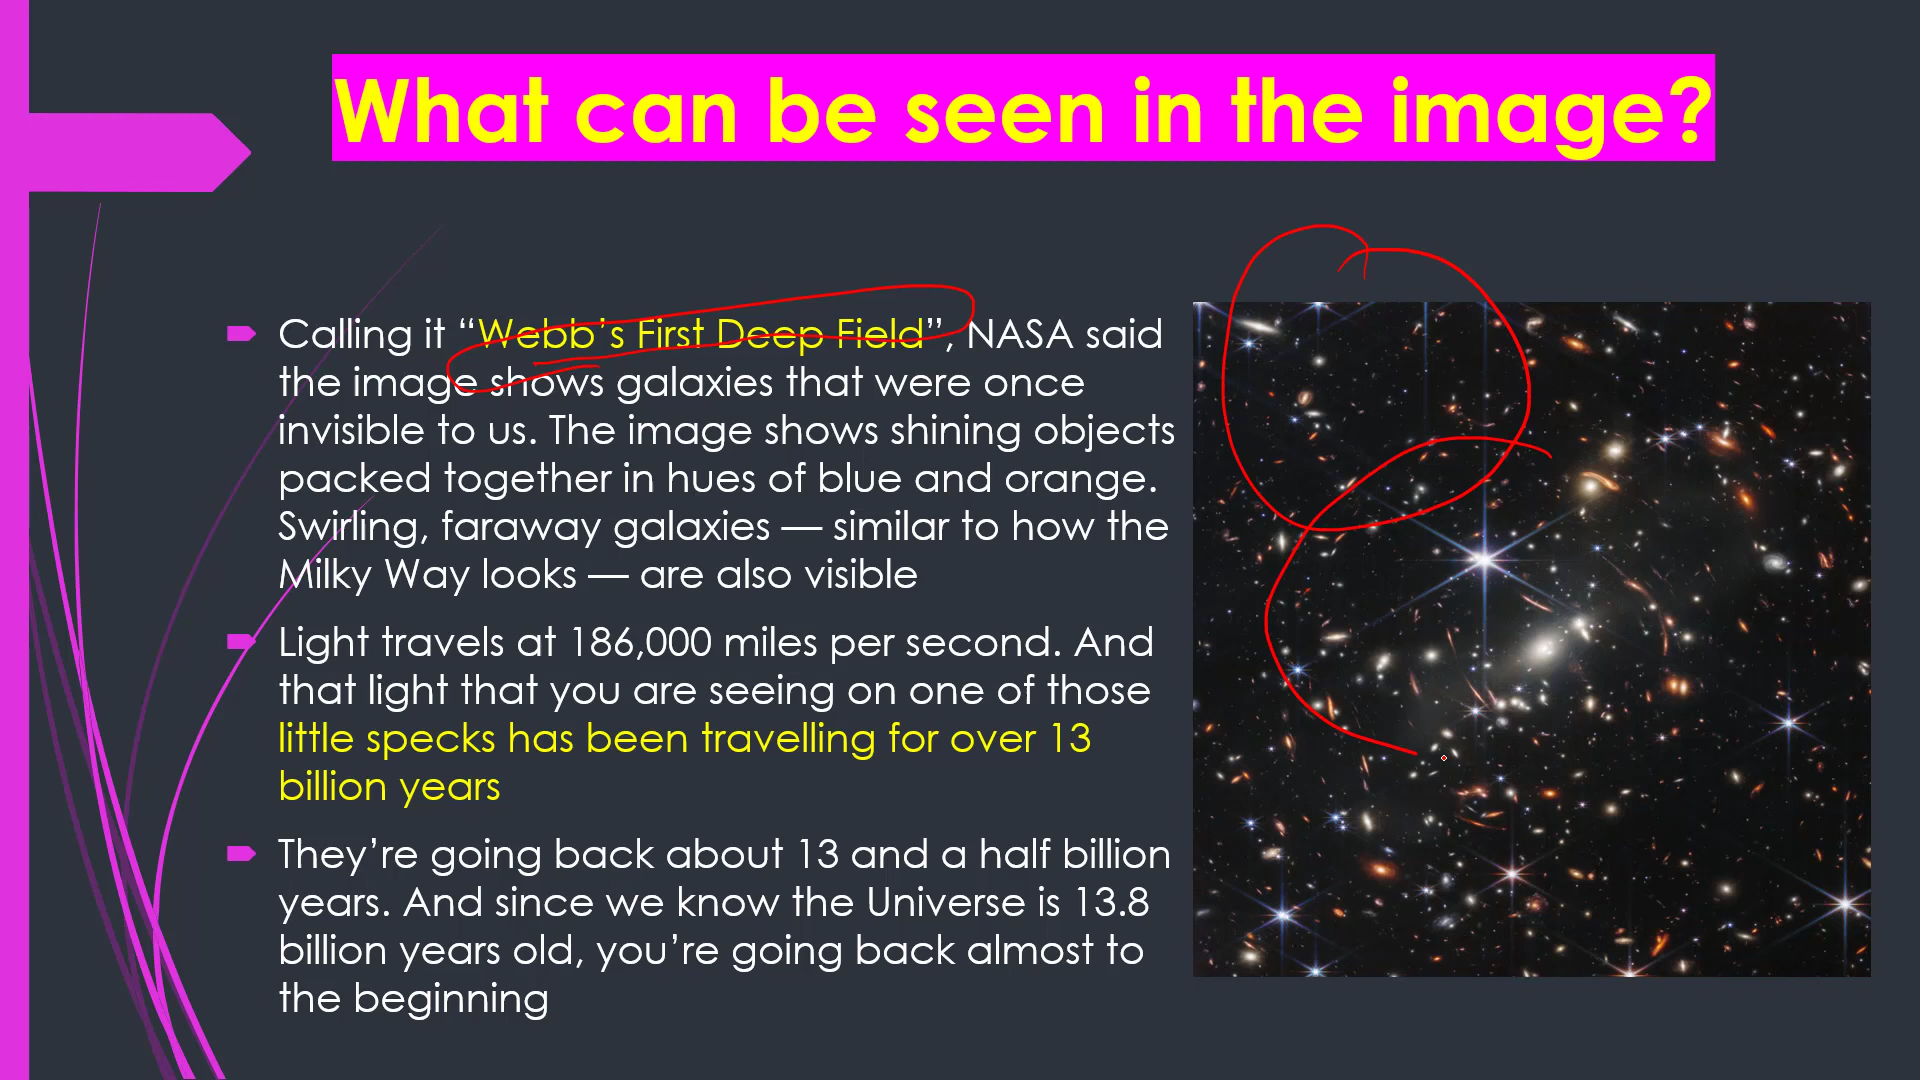 What can be seen in the image?
Calling it “Webb’s First Deep Field”, NASA said
the image shows galaxies that were once
invisible to us. The image shows shining objects
packed together in hues of blue and orange.
Swirling, faraway galaxies — similar to how the
Milky Way looks — are also visible
Light travels at 186,000 miles per second. And
that light that you are seeing on one of those
little specks has been travelling for over 13
billion years
They’re going back about 13 and a half billion
years. And since we know the Universe is 13.8
billion years old, you’re going back almost to
the beginning